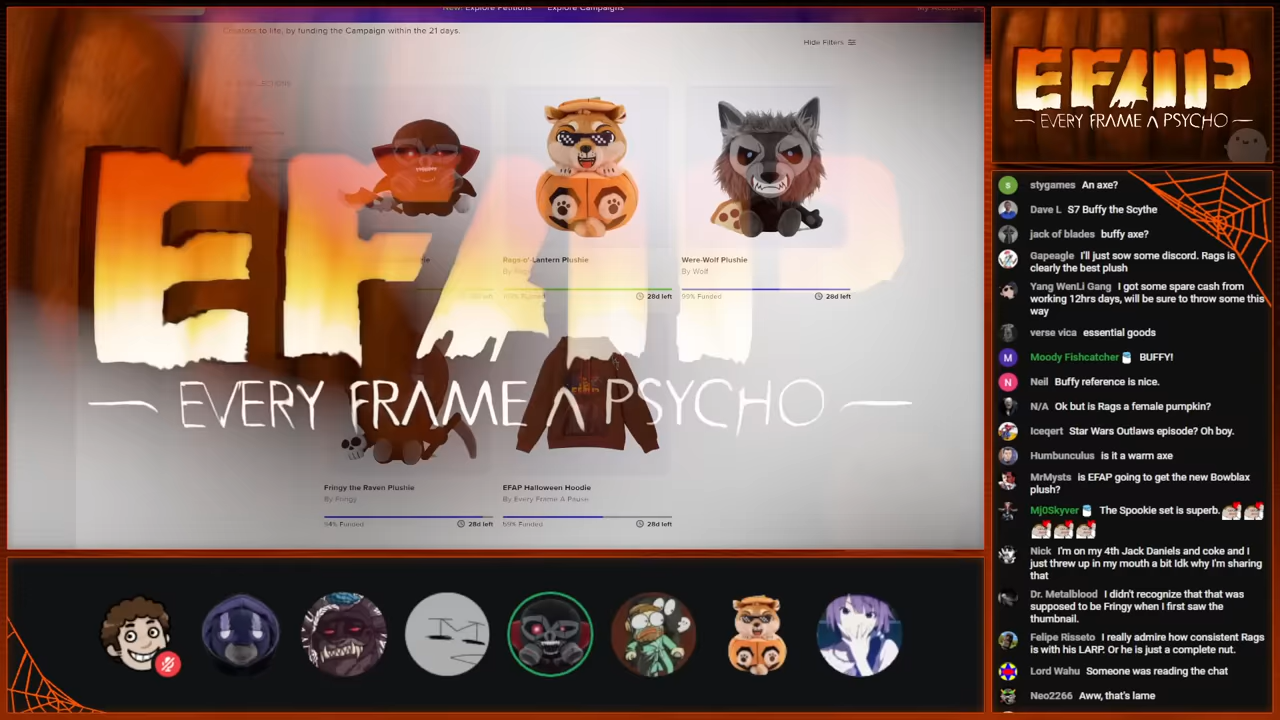 New! Explore Petitions Explore Campaigns My Account
Creators to life, by funding the Campaign within the 21 days.
Hide Filters
EFAP
EVERY FRAME A PSYCHO
Rags-o'-Lantern Plushie
28d left
Were-Wolf Plushie
By Wolf
99% Funded
28d left
Fringy the Raven Plushie
By Fringy
94% Funded
28d left
EFAP Halloween Hoodie
By Every Frame A Pause
28d left
EFAP
EVERY FRAME A PSYCHO
stygames An axe?
Dave L S7 Buffy the Scythe
jack of blades buffy axe?
Gapeagle I'll just sow some discord. Rags is
clearly the best plush
Yang WenLi Gang I got some spare cash from
working 12hrs days, will be sure to throw some this
way
verse vica essential goods
Moody Fishcatcher BUFFY!
Neil Buffy reference is nice.
N/A Ok but is Rags a female pumpkin?
Iceqert Star Wars Outlaws episode? Oh boy.
Humbunculus is it a warm axe
MrMysts is EFAP going to get the new Bowblax
plush?
Mj0Skyver The Spookie set is superb.
Nick I'm on my 4th Jack Daniels and coke and I
just threw up in my mouth a bit Idk why I'm sharing
that
Dr. Metalblood I didn't recognize that that was
supposed to be Fringy when I first saw the
thumbnail.
Felipe Risseto I really admire how consistent Rags
is with his LARP. Or he is just a complete nut.
Lord Wahu Someone was reading the chat
Neo2266 Aww, that's lame